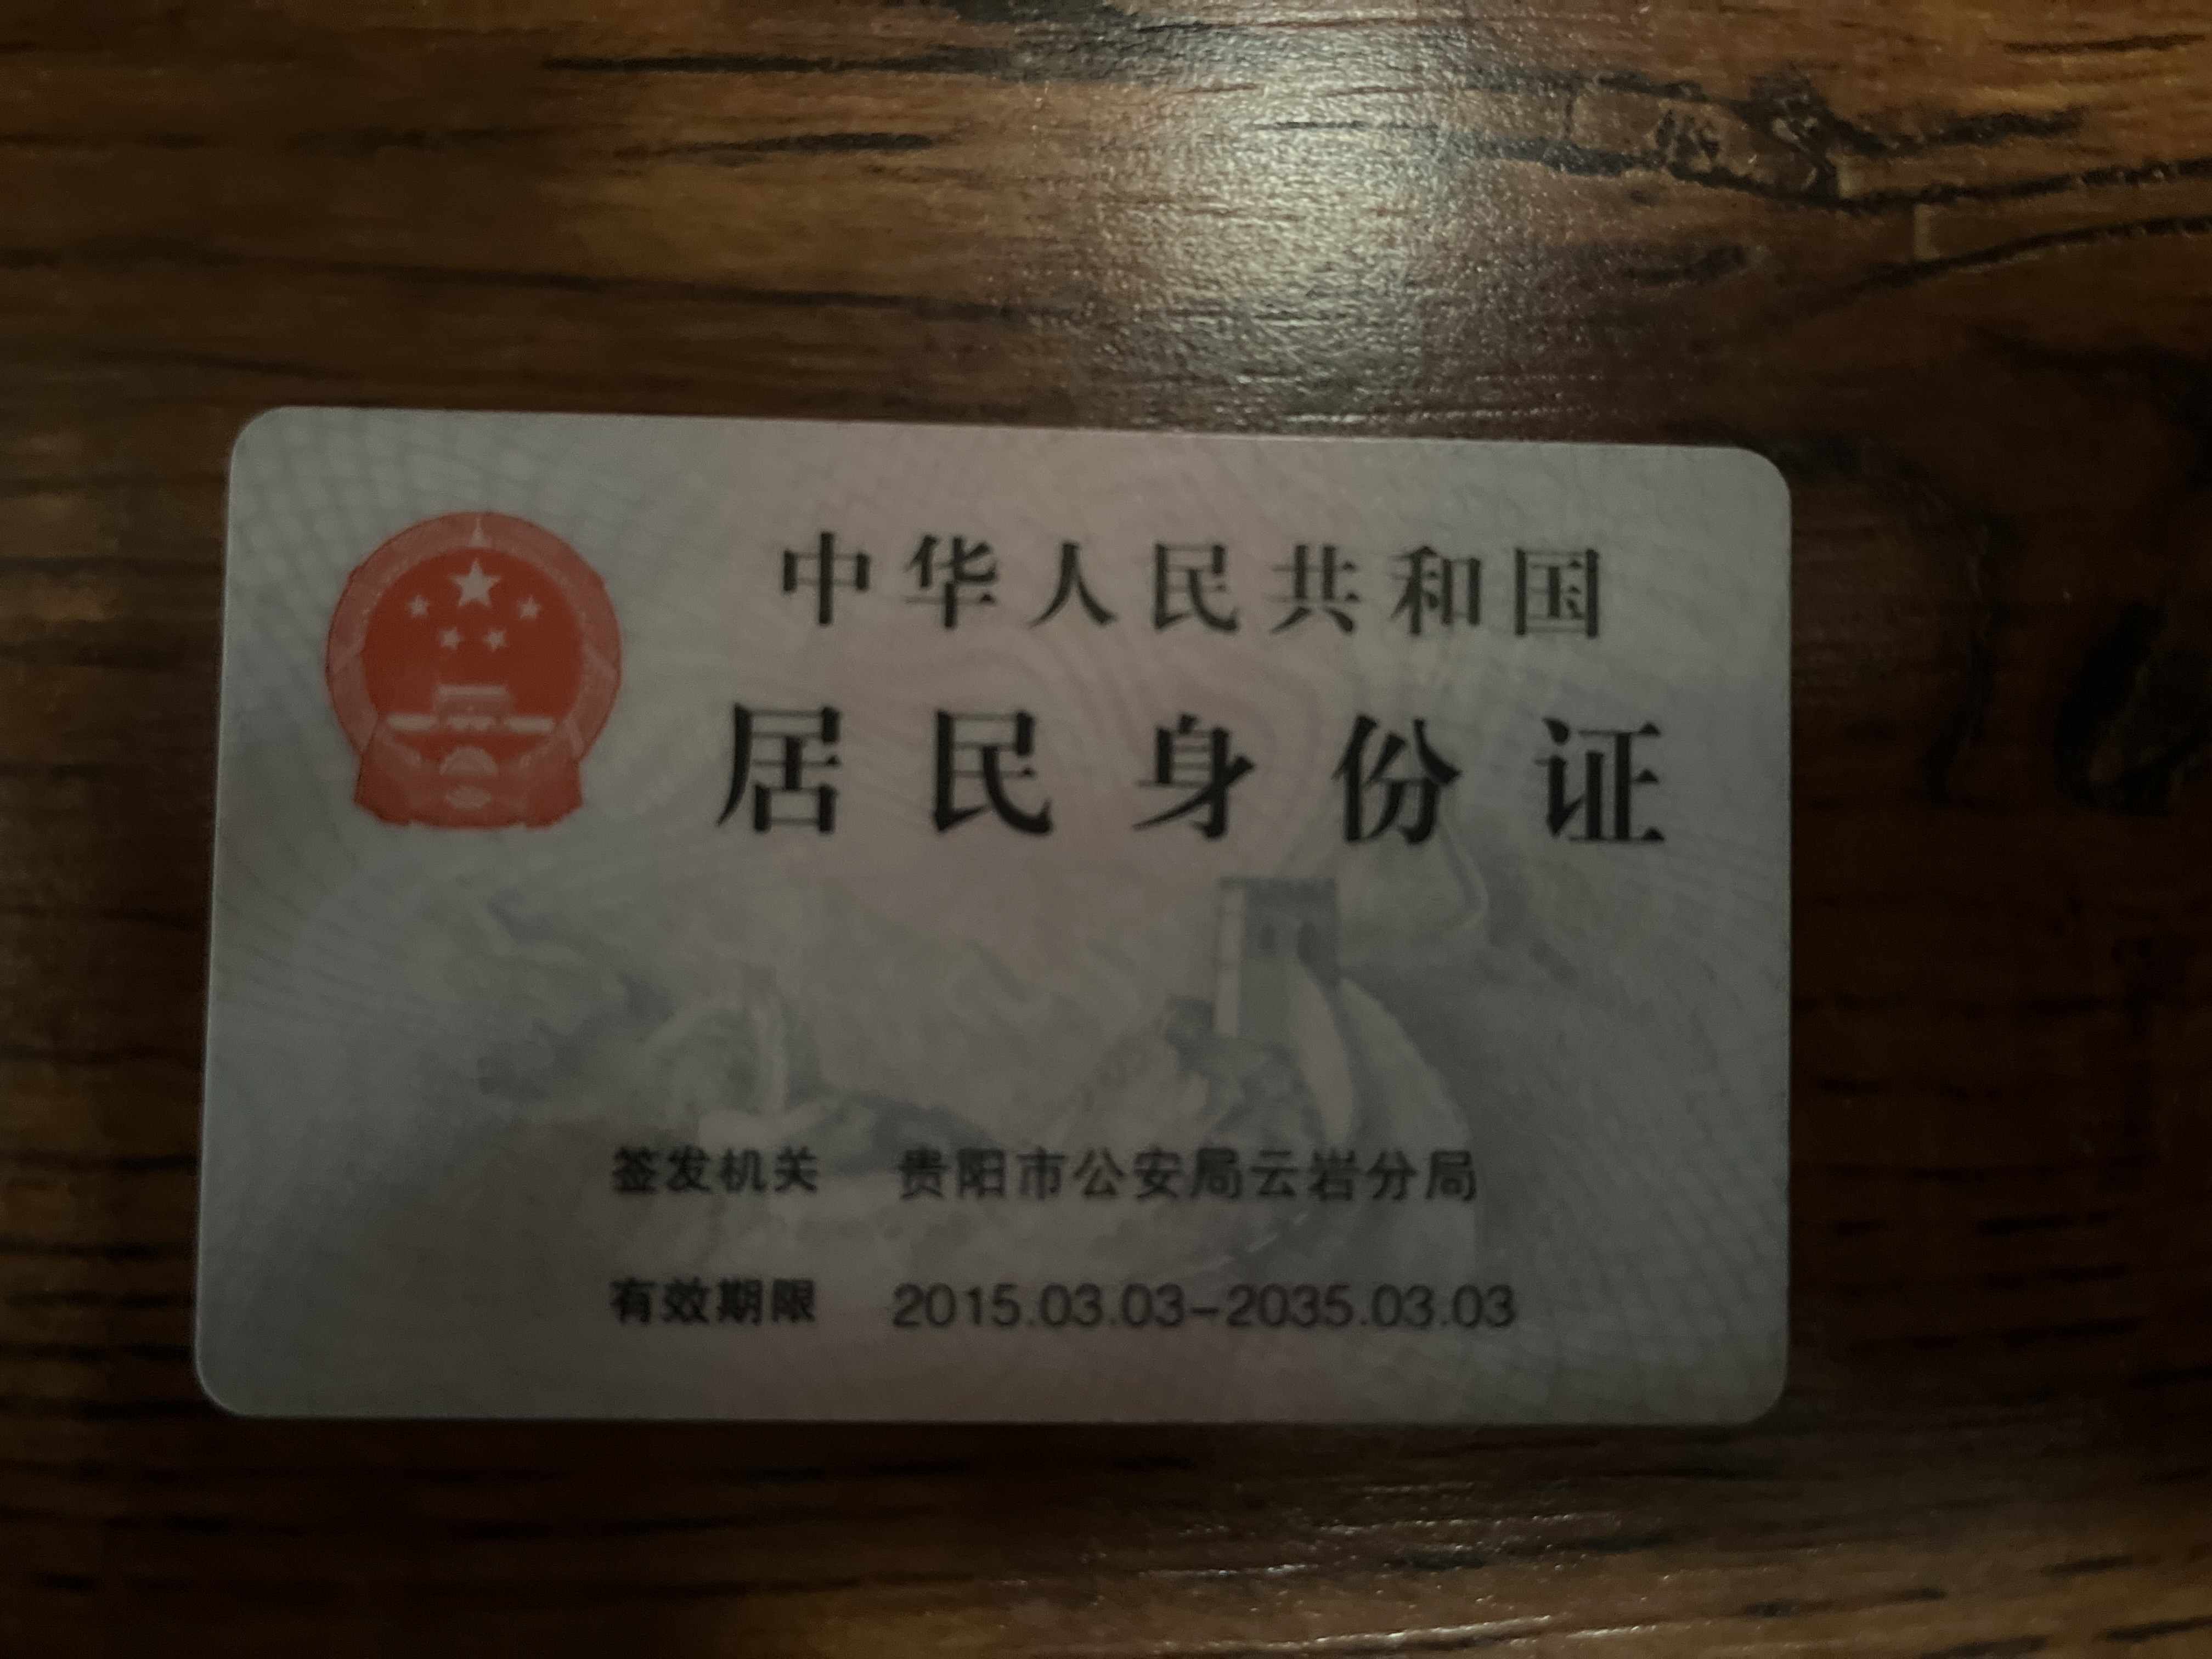 中华人民共和国
居民身份证
签发机关 贵阳市公安局云岩分局
有效期限 2015.03.03-2035.03.03